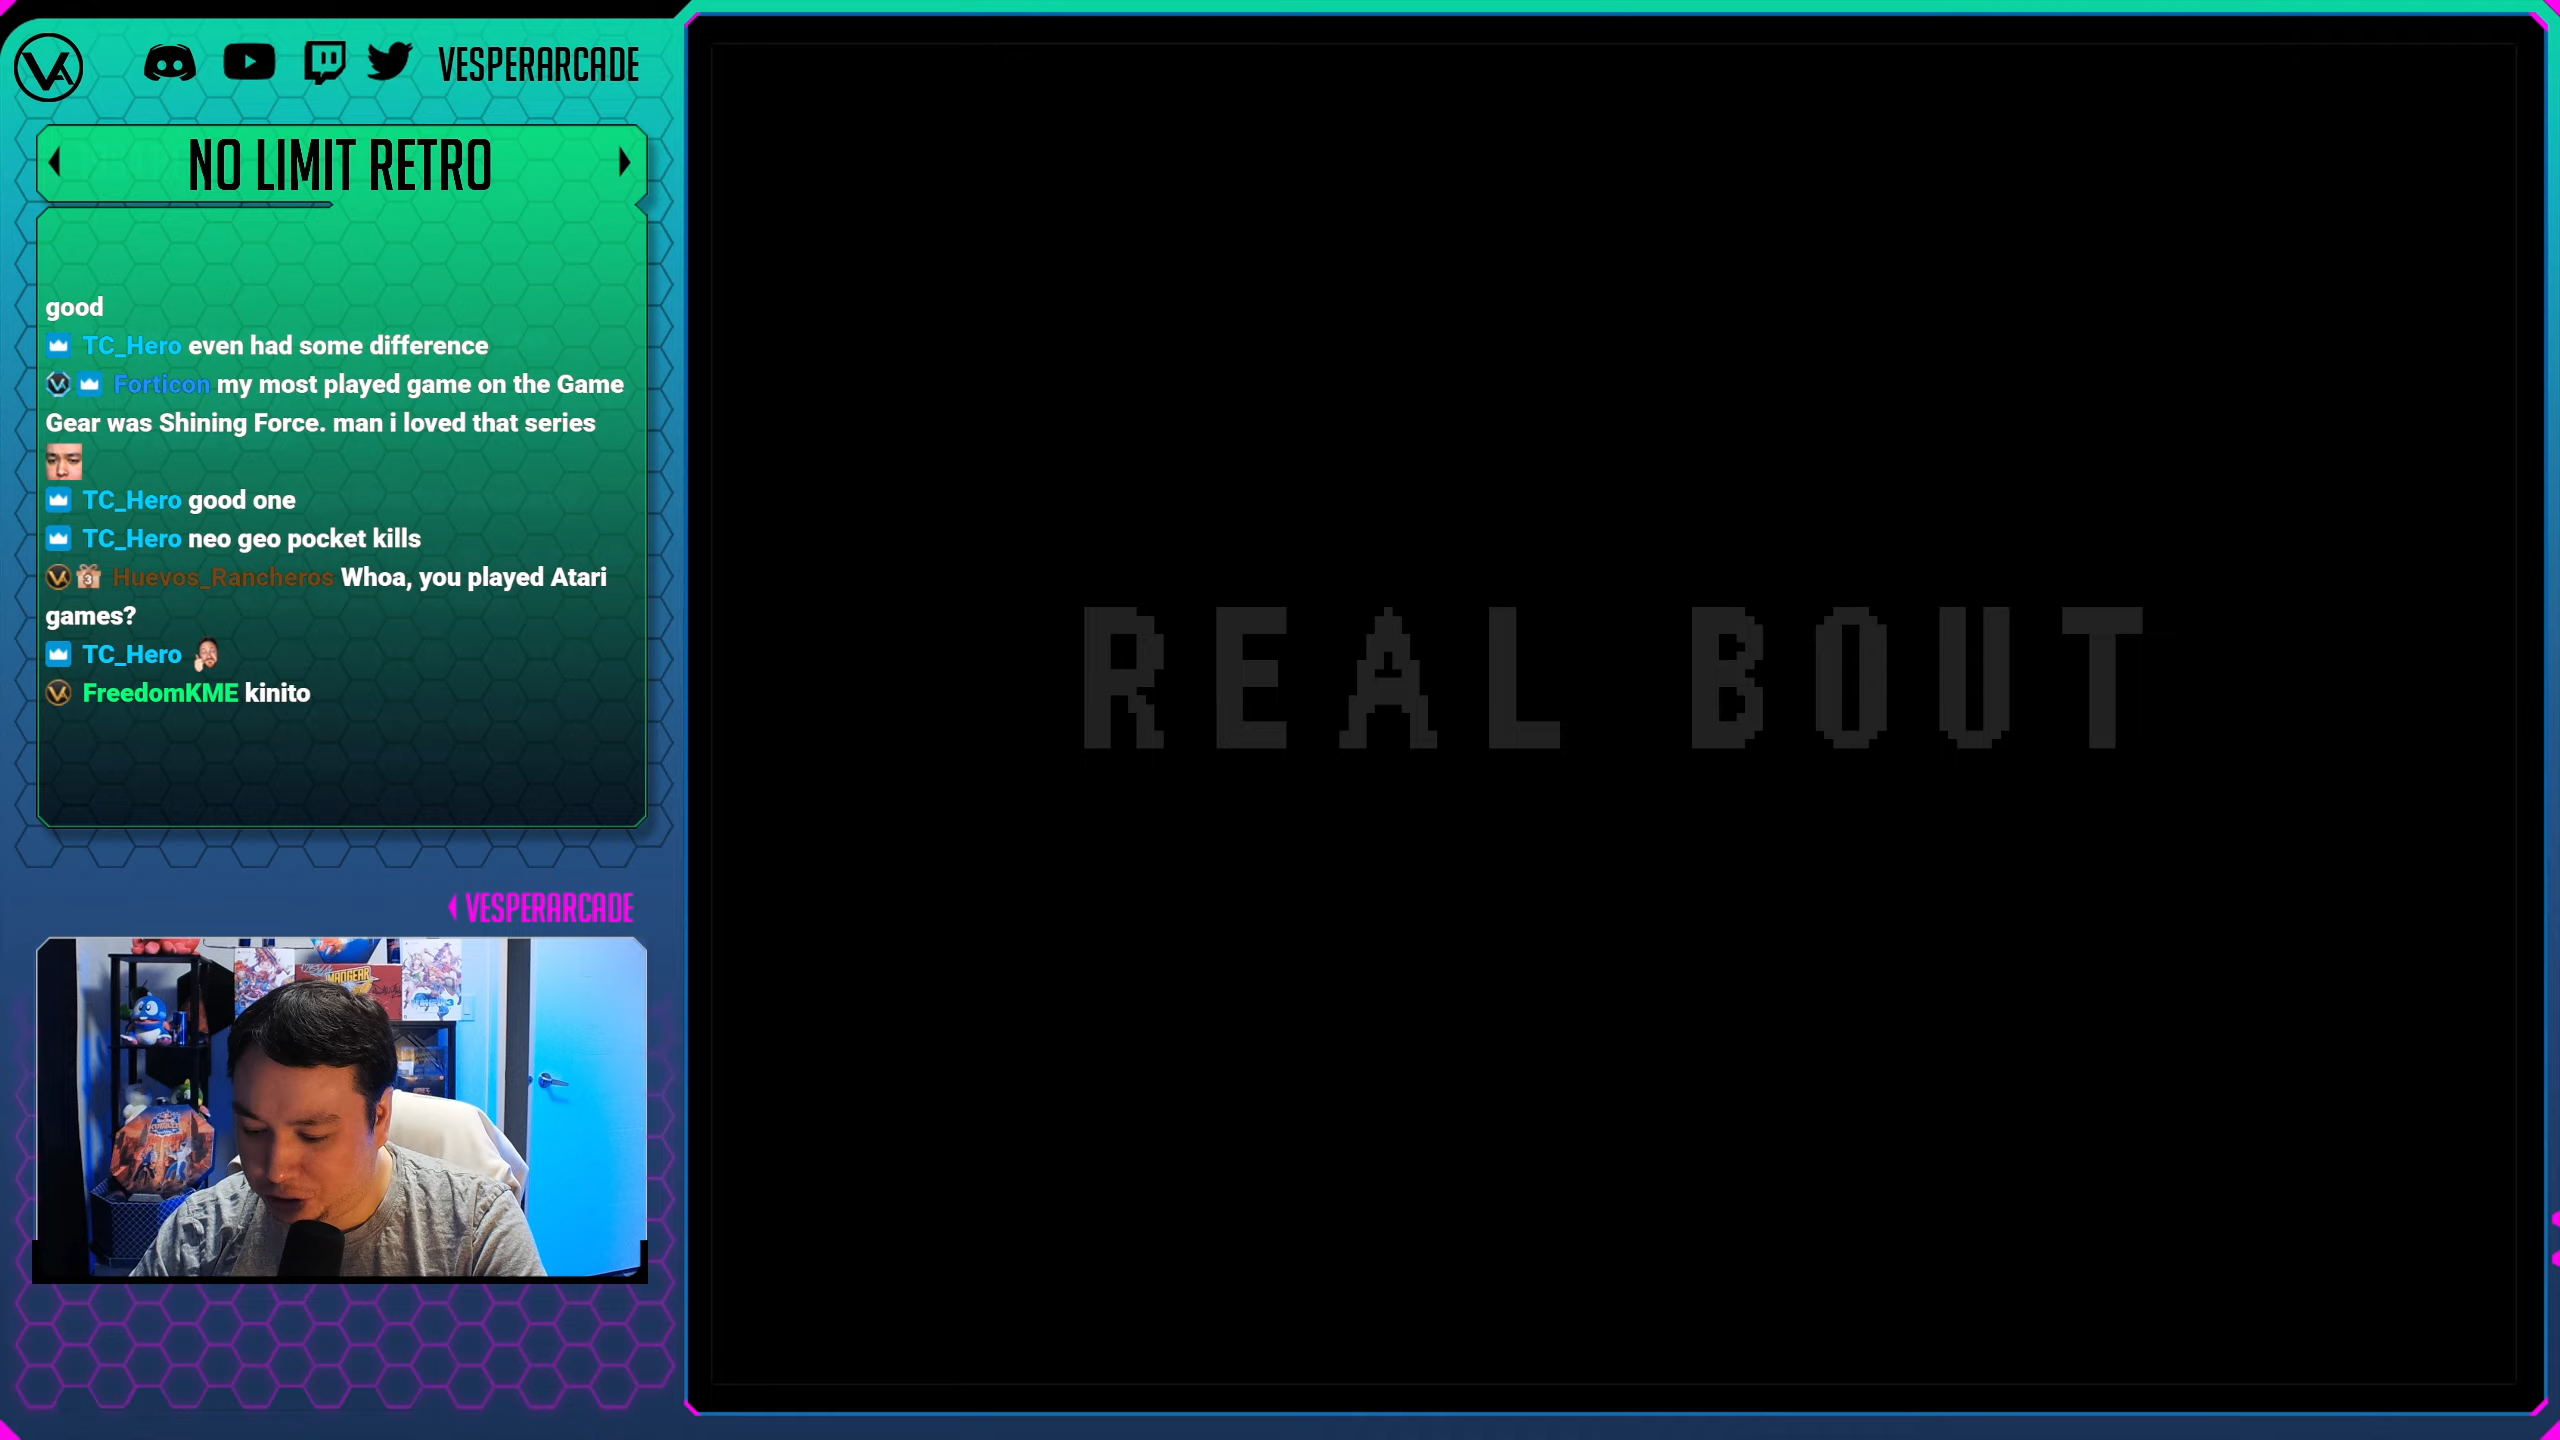 VESPERARCADE
NO LIMIT RETRO
good
TC_Hero even had some difference
Forticon my most played game on the Game
Gear was Shining Force. man i loved that series
TC_Hero good one
TC_Hero neo geo pocket kills
3 Huevos_Rancheros Whoa, you played Atari
games?
TC_Hero
FreedomKME kinito
VESPERARCADE
MADGEAR
REAL BOUT